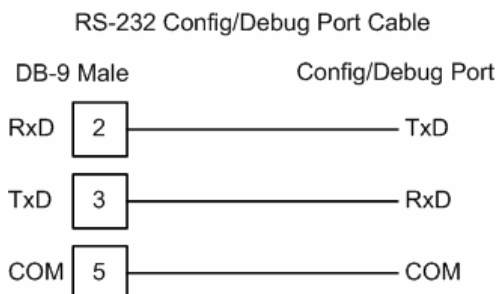 RS-232 Config/Debug Port Cable
DB-9 Male Config/Debug Port
RxD 2 TxD
TxD 3 RxD
COM 5 COM